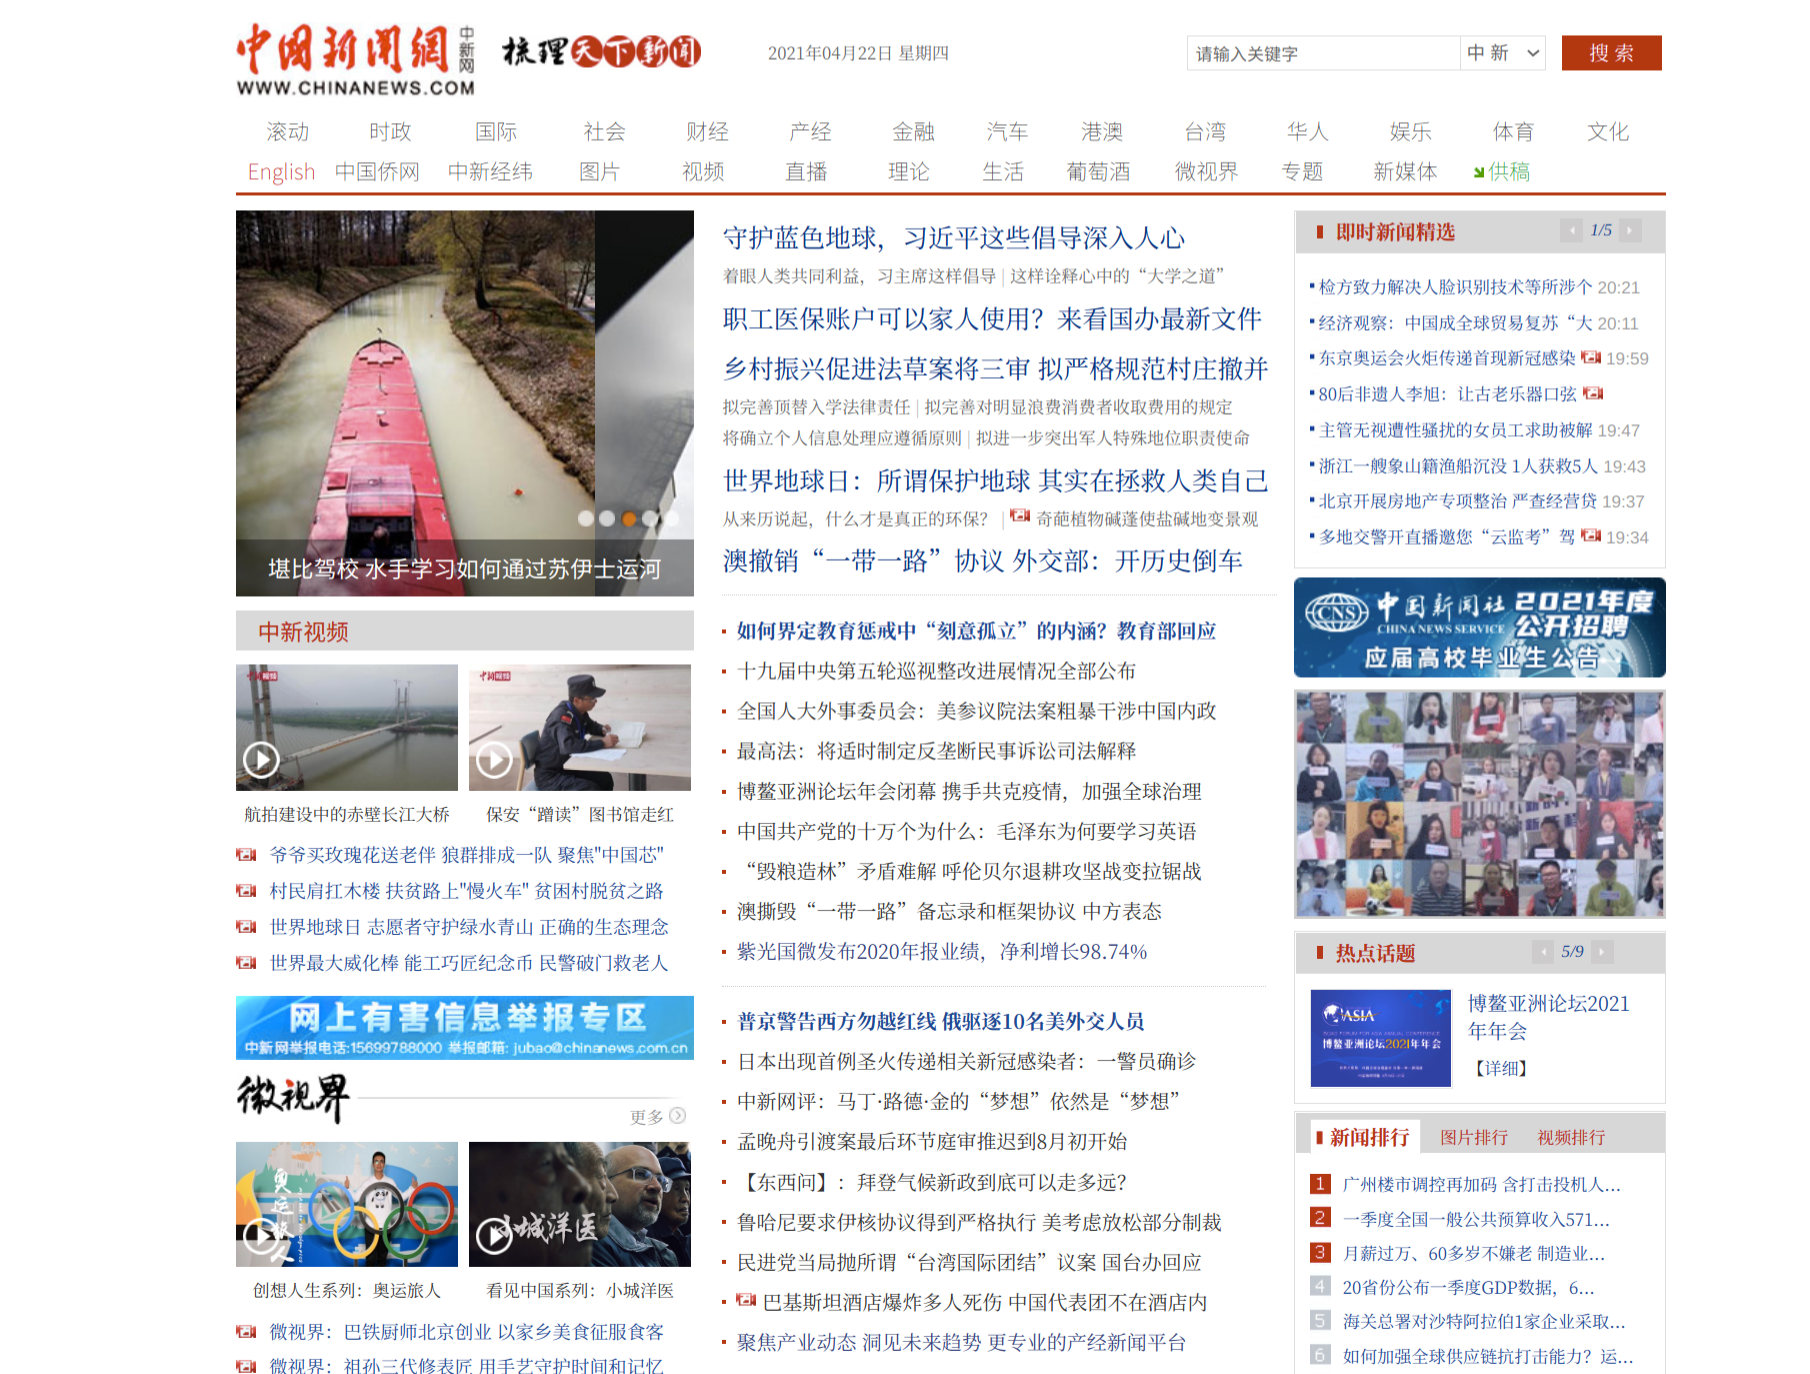 中国新闻網 中新网
WWW.CHINANEWS.COM
梳理天下新闻
2021年04月22日 星期四
请输入关键字
中 新
搜 索
滚动 时政 国际 社会 财经 产经 金融 汽车 港澳 台湾 华人 娱乐 体育 文化
English 中国侨网 中新经纬 图片 视频 直播 理论 生活 葡萄酒 微视界 专题 新媒体 供稿
堪比驾校 水手学习如何通过苏伊士运河
中新视频
航拍建设中的赤壁长江大桥
保安“蹭读”图书馆走红
爷爷买玫瑰花送老伴 狼群排成一队 聚焦"中国芯"
村民肩扛木楼 扶贫路上"慢火车" 贫困村脱贫之路
世界地球日 志愿者守护绿水青山 正确的生态理念
世界最大威化棒 能工巧匠纪念币 民警破门救老人
网上有害信息举报专区
中新网举报电话:15699788000 举报邮箱: jubao@chinanews.com.cn
微视界
更多
奥运旅人
小城洋医
创想人生系列：奥运旅人
看见中国系列：小城洋医
微视界：巴铁厨师北京创业 以家乡美食征服食客
微视界：祖孙三代修表匠 用手艺守护时间和记忆
守护蓝色地球，习近平这些倡导深入人心
着眼人类共同利益，习主席这样倡导 | 这样诠释心中的“大学之道”
职工医保账户可以家人使用？来看国办最新文件
乡村振兴促进法草案将三审 拟严格规范村庄撤并
拟完善顶替入学法律责任 | 拟完善对明显浪费消费者收取费用的规定
将确立个人信息处理应遵循原则 | 拟进一步突出军人特殊地位职责使命
世界地球日：所谓保护地球 其实在拯救人类自己
从来历说起，什么才是真正的环保？ | 奇葩植物碱蓬使盐碱地变景观
澳撤销“一带一路”协议 外交部：开历史倒车
如何界定教育惩戒中“刻意孤立”的内涵？教育部回应
十九届中央第五轮巡视整改进展情况全部公布
全国人大外事委员会：美参议院法案粗暴干涉中国内政
最高法：将适时制定反垄断民事诉讼司法解释
博鳌亚洲论坛年会闭幕 携手共克疫情，加强全球治理
中国共产党的十万个为什么：毛泽东为何要学习英语
“毁粮造林”矛盾难解 呼伦贝尔退耕攻坚战变拉锯战
澳撕毁“一带一路”备忘录和框架协议 中方表态
紫光国微发布2020年报业绩，净利增长98.74%
普京警告西方勿越红线 俄驱逐10名美外交人员
日本出现首例圣火传递相关新冠感染者：一警员确诊
中新网评：马丁·路德·金的“梦想”依然是“梦想”
孟晚舟引渡案最后环节庭审推迟到8月初开始
【东西问】：拜登气候新政到底可以走多远？
鲁哈尼要求伊核协议得到严格执行 美考虑放松部分制裁
民进党当局抛所谓“台湾国际团结”议案 国台办回应
巴基斯坦酒店爆炸多人死伤 中国代表团不在酒店内
聚焦产业动态 洞见未来趋势 更专业的产经新闻平台
即时新闻精选 1/5
检方致力解决人脸识别技术等所涉个 20:21
经济观察：中国成全球贸易复苏“大 20:11
东京奥运会火炬传递首现新冠感染 19:59
80后非遗人李旭：让古老乐器口弦
主管无视遭性骚扰的女员工求助被解 19:47
浙江一艘象山籍渔船沉没 1人获救5人 19:43
北京开展房地产专项整治 严查经营贷 19:37
多地交警开直播邀您“云监考”驾 19:34
CNS 中国新闻社 2021年度
CHINA NEWS SERVICE 公开招聘
应届高校毕业生公告
热点话题 5/9
ASIA
BOAO FORUM FOR ASIA ANNUAL CONFERENCE
博鳌亚洲论坛2021年年会
博鳌亚洲论坛2021
年年会
【详细】
新闻排行 图片排行 视频排行
1 广州楼市调控再加码 含打击投机人...
2 一季度全国一般公共预算收入571...
3 月薪过万、60多岁不嫌老 制造业...
4 20省份公布一季度GDP数据，6...
5 海关总署对沙特阿拉伯1家企业采取...
6 如何加强全球供应链抗打击能力？运...